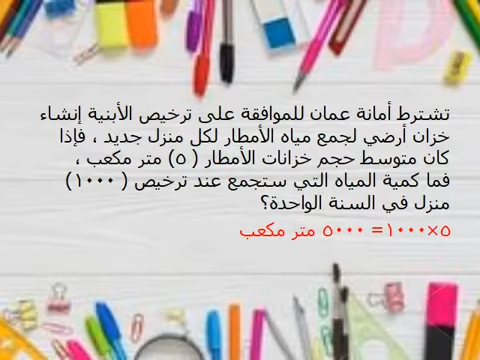 تشترط أمانة عمان للموافقة على ترخيص الأبنية إنشاء
خزان أرضي لجمع مياه الأمطار لكل منزل جديد ، فإذا
كان متوسط حجم خزانات الأمطار ( ٥) متر مكعب ،
فما كمية المياه التي ستجمع عند ترخيص ( ١٠٠٠)
منزل في السنة الواحدة؟
٥×١٠٠٠= ٥٠٠٠ متر مكعب